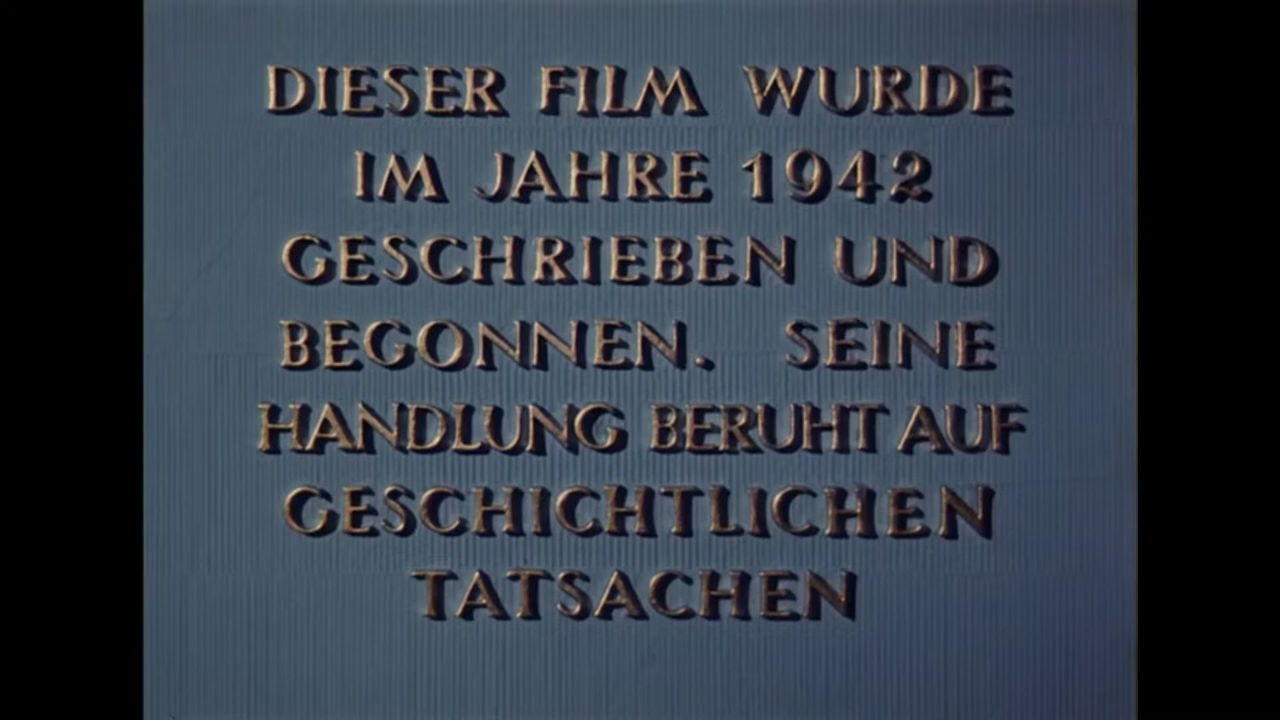 DIESER FILM WURDE
IM JAHRE 1942
GESCHRIEBEN UND
BEGONNEN. SEINE
HANDLUNG BERUHT AUF
GESCHICHTLICHEN
TATSACHEN